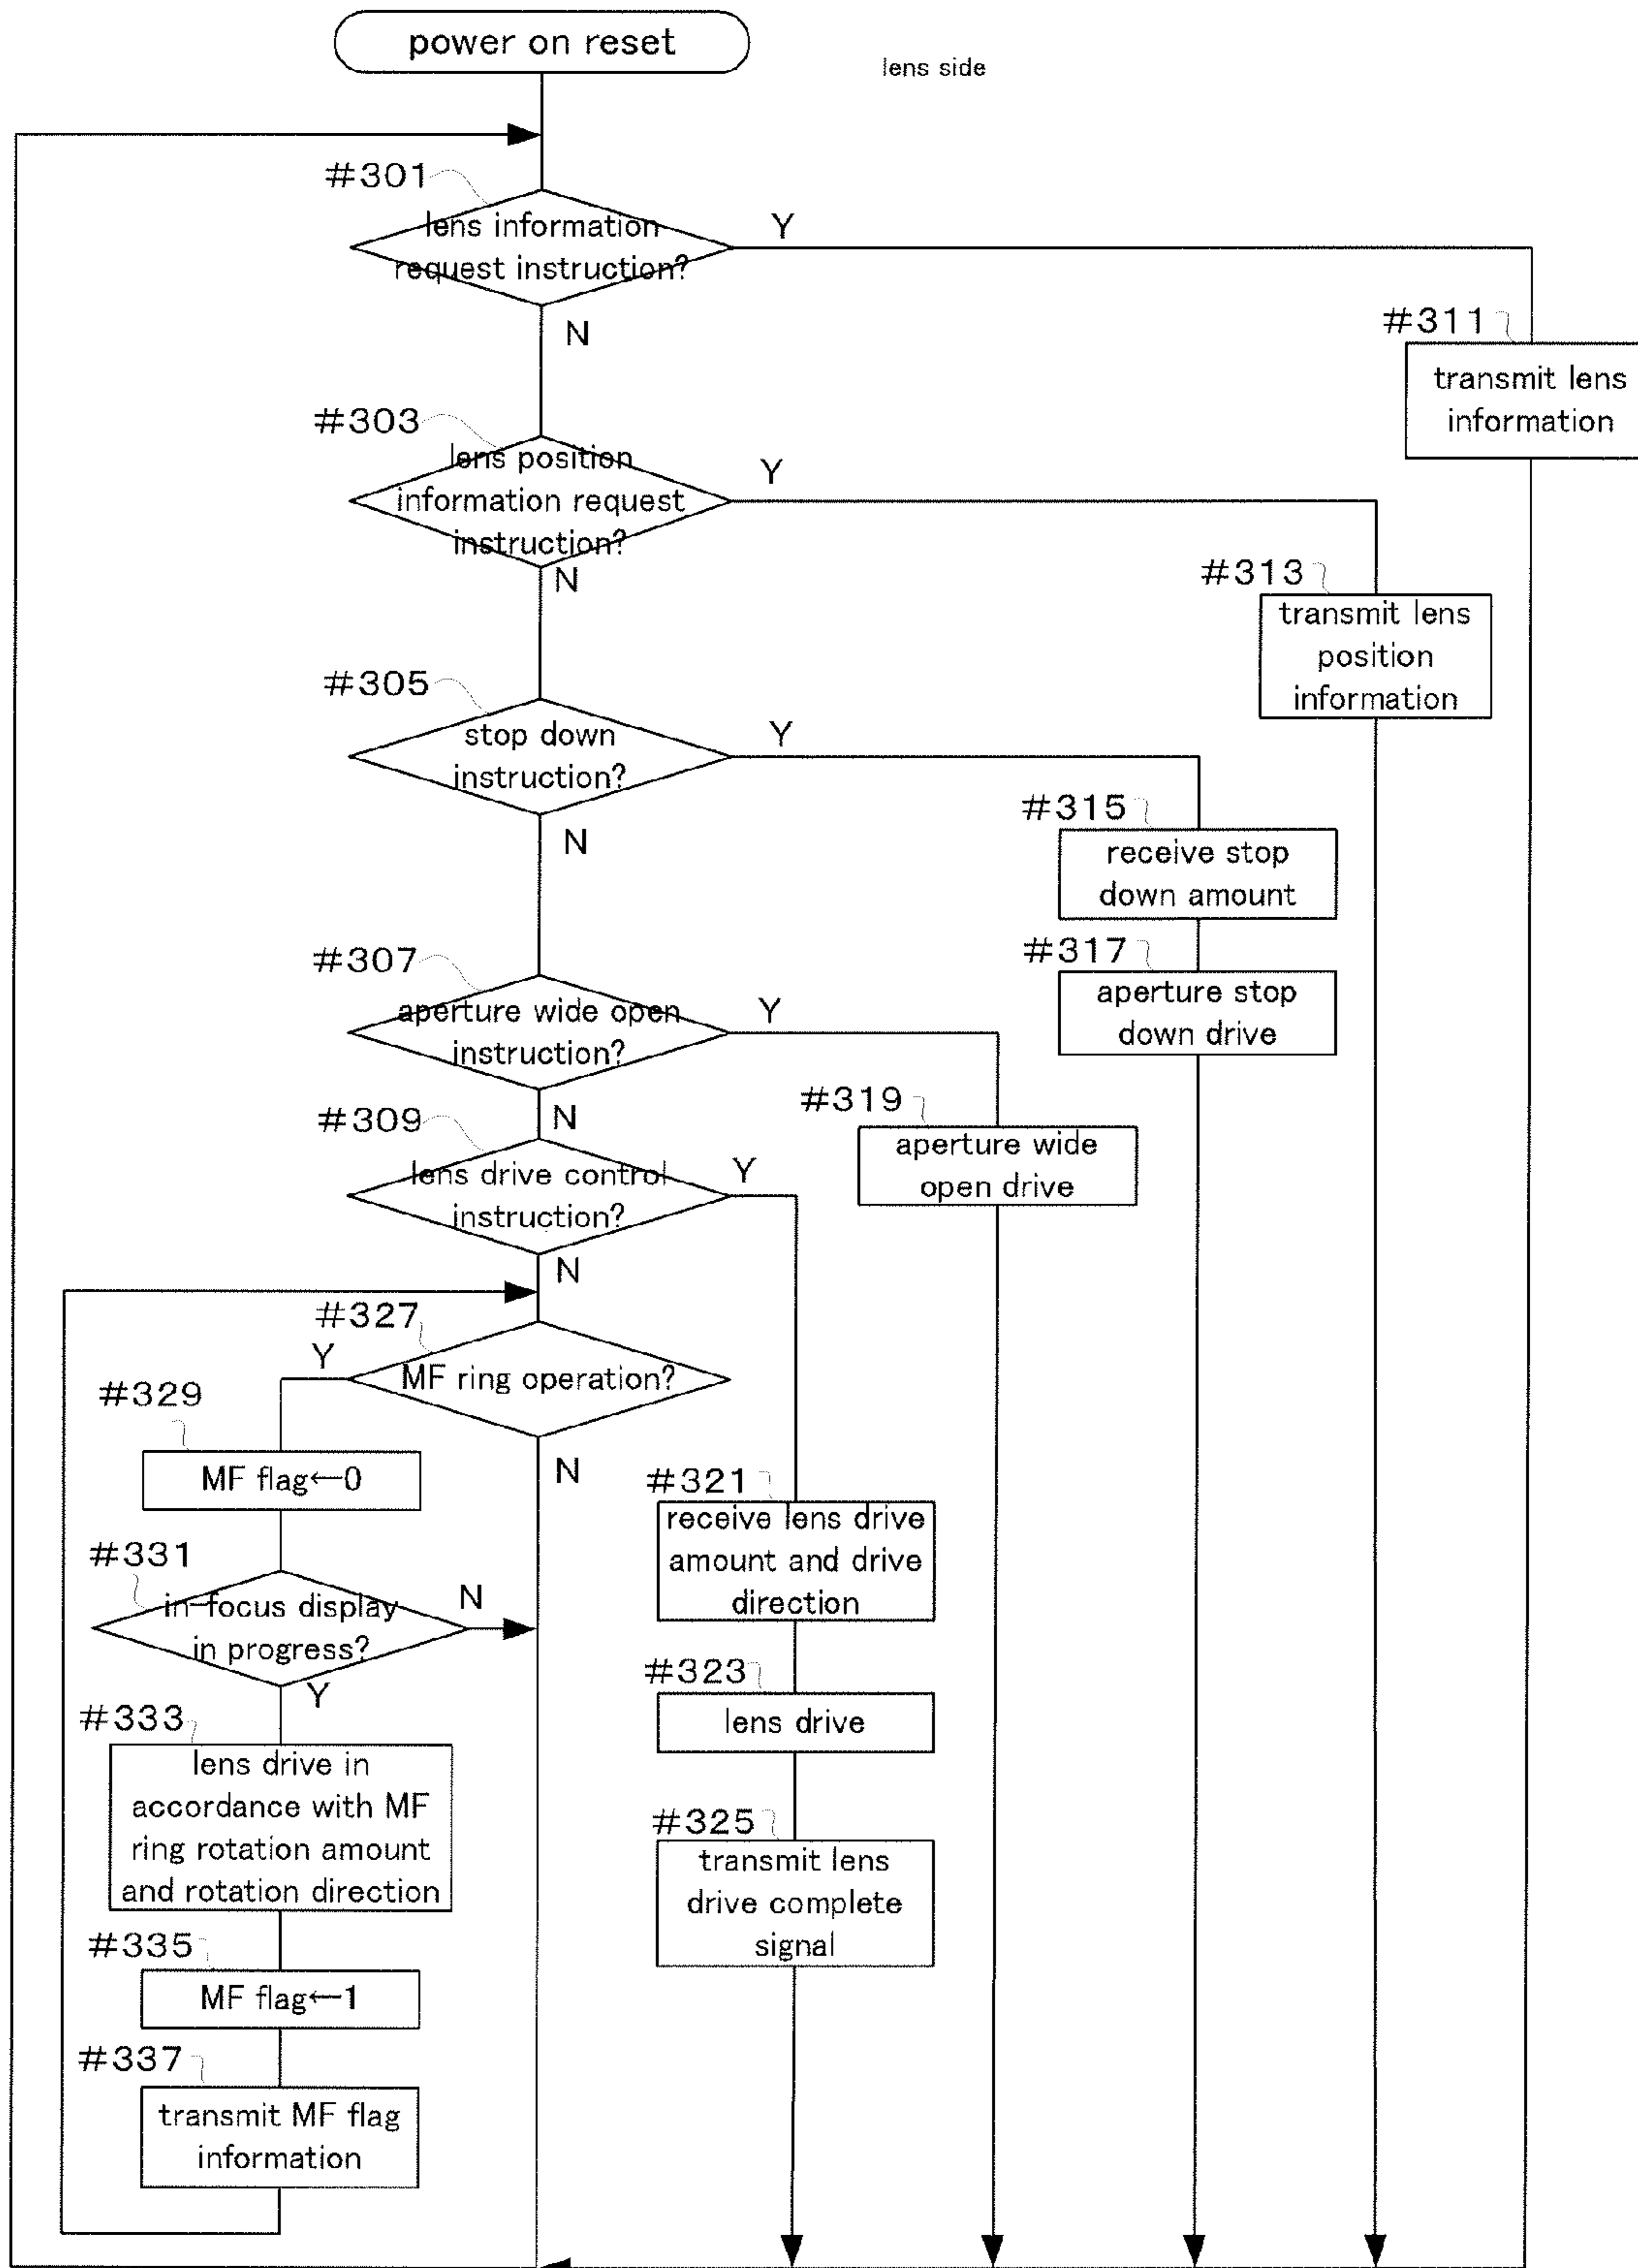 power on reset
lens side
#301
lens information
request instruction?
Y
N
#311
transmit lens
information
#303
lens position
information request
instruction?
Y
N
#313
transmit lens
position
information
#305
stop down
instruction?
Y
N
#315
receive stop
down amount
#317
aperture stop
down drive
#307
aperture wide open
instruction?
Y
N
#319
aperture wide
open drive
#309
lens drive control
instruction?
Y
N
#327
MF ring operation?
Y
N
#329
MF flag←0
#331
in-focus display
in progress?
N
Y
#333
lens drive in
accordance with MF
ring rotation amount
and rotation direction
#335
MF flag←1
#337
transmit MF flag
information
#321
receive lens drive
amount and drive
direction
#323
lens drive
#325
transmit lens
drive complete
signal